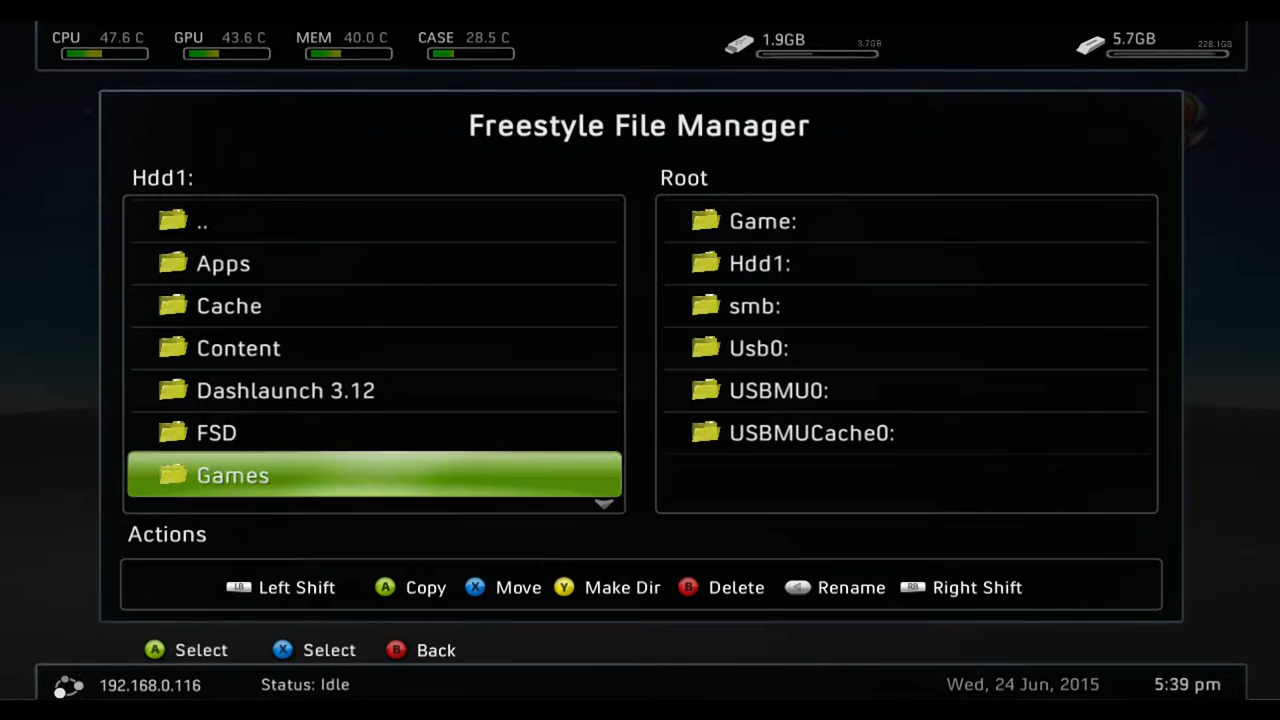 CPU 47.6 C GPU 43.6 C MEM 40.0 C CASE 28.5 C 1.9GB 3.7GB 5.7GB 228.1GB
Freestyle File Manager
Hdd1:
..
Apps
Cache
Content
Dashlaunch 3.12
FSD
Games
Root
Game:
Hdd1:
smb:
Usb0:
USBMU0:
USBMUCache0:
Actions
LB Left Shift A Copy X Move Y Make Dir B Delete Rename RB Right Shift
A Select X Select B Back
192.168.0.116 Status: Idle Wed, 24 Jun, 2015 5:39 pm